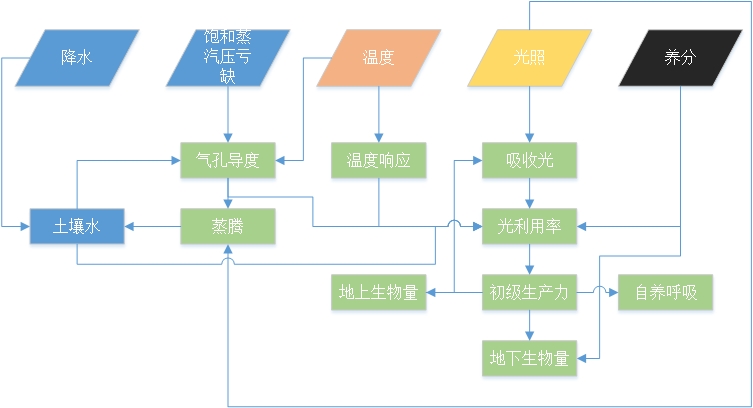 降水
饱和蒸
汽压亏
缺
温度
光照
养分
气孔导度
温度响应
吸收光
土壤水
蒸腾
光利用率
地上生物量
初级生产力
自养呼吸
地下生物量